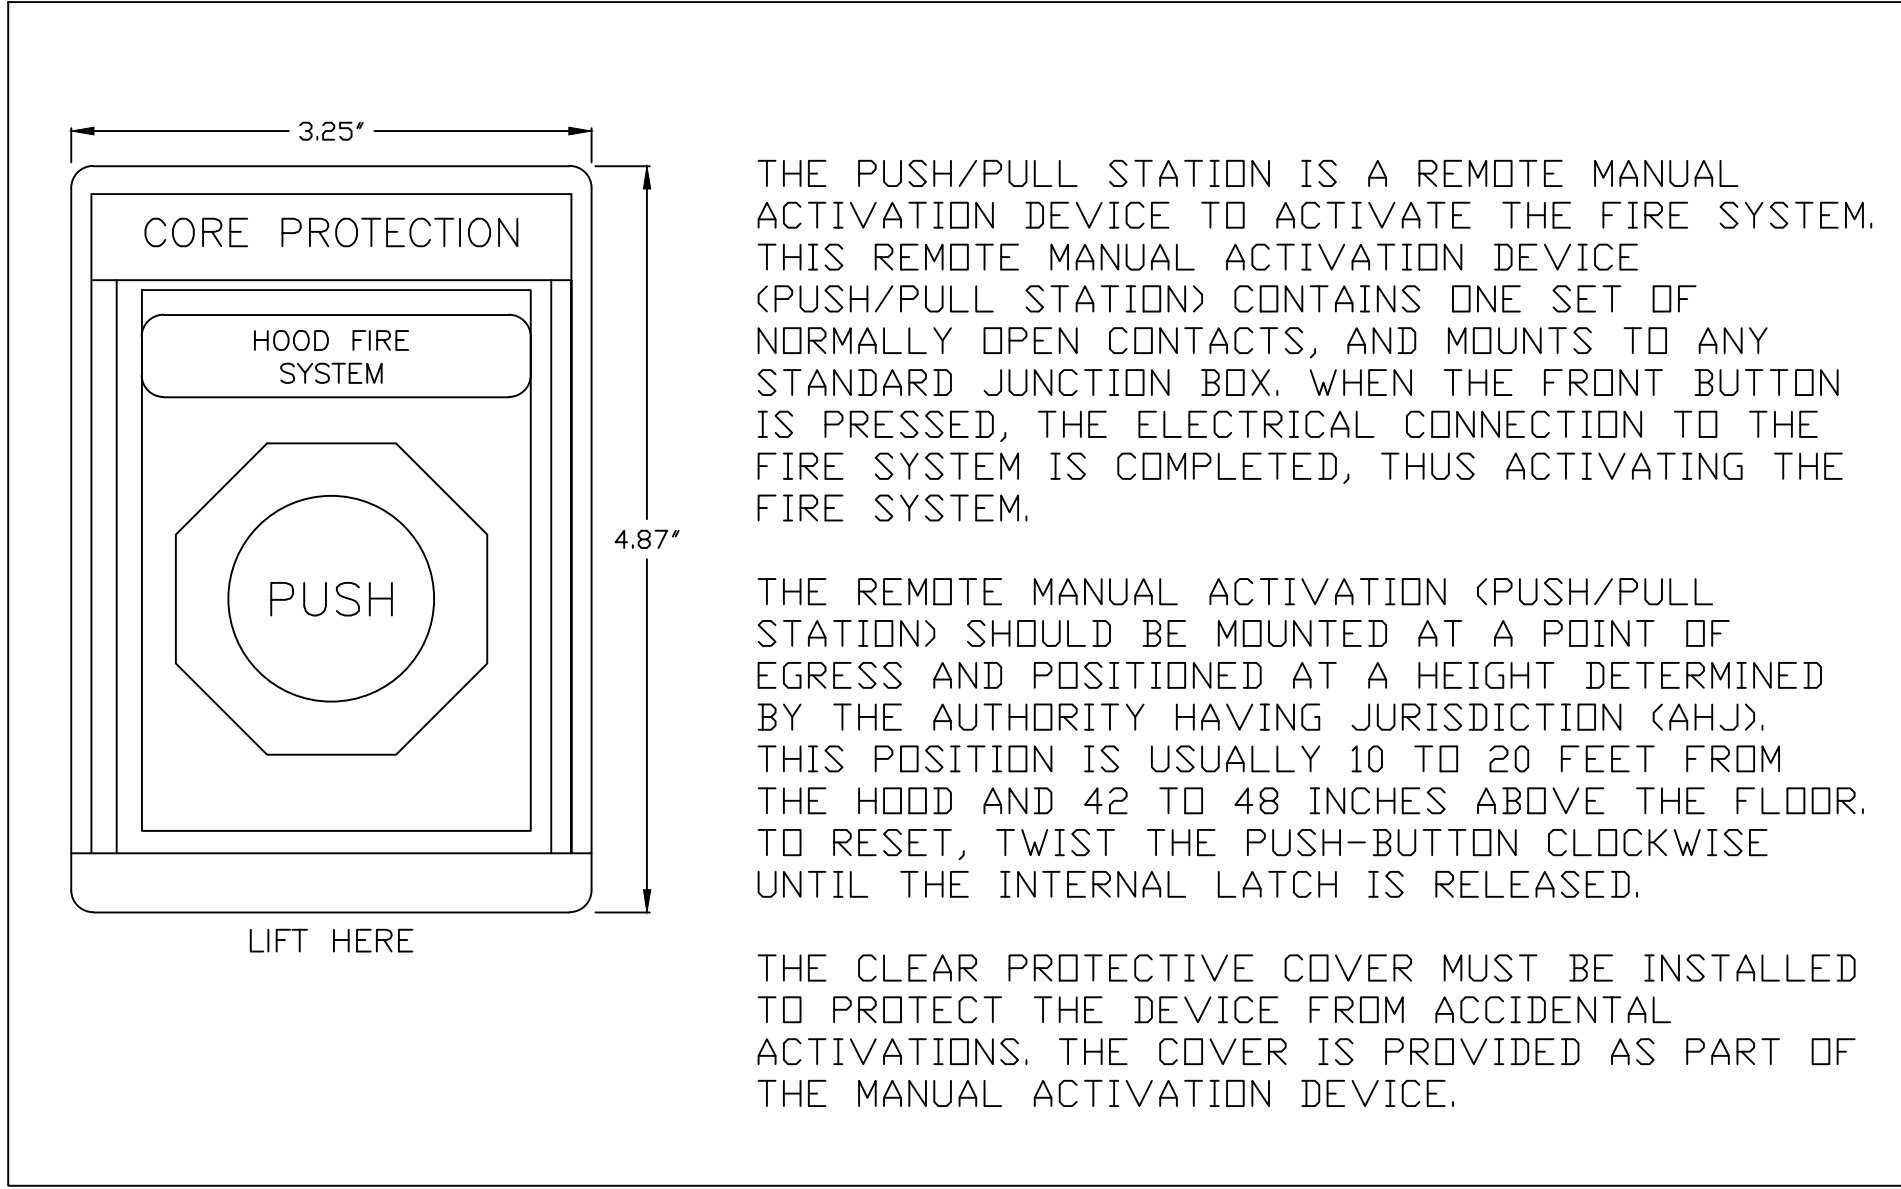 3.25"
CORE PROTECTION
HOOD FIRE
SYSTEM
PUSH
4.87"
LIFT HERE
THE PUSH/PULL STATION IS A REMOTE MANUAL
ACTIVATION DEVICE TO ACTIVATE THE FIRE SYSTEM.
THIS REMOTE MANUAL ACTIVATION DEVICE
(PUSH/PULL STATION) CONTAINS ONE SET OF
NORMALLY OPEN CONTACTS, AND MOUNTS TO ANY
STANDARD JUNCTION BOX. WHEN THE FRONT BUTTON
IS PRESSED, THE ELECTRICAL CONNECTION TO THE
FIRE SYSTEM IS COMPLETED, THUS ACTIVATING THE
FIRE SYSTEM.
THE REMOTE MANUAL ACTIVATION (PUSH/PULL
STATION) SHOULD BE MOUNTED AT A POINT OF
EGRESS AND POSITIONED AT A HEIGHT DETERMINED
BY THE AUTHORITY HAVING JURISDICTION (AHJ).
THIS POSITION IS USUALLY 10 TO 20 FEET FROM
THE HOOD AND 42 TO 48 INCHES ABOVE THE FLOOR.
TO RESET, TWIST THE PUSH-BUTTON CLOCKWISE
UNTIL THE INTERNAL LATCH IS RELEASED.
THE CLEAR PROTECTIVE COVER MUST BE INSTALLED
TO PROTECT THE DEVICE FROM ACCIDENTAL
ACTIVATIONS. THE COVER IS PROVIDED AS PART OF
THE MANUAL ACTIVATION DEVICE.